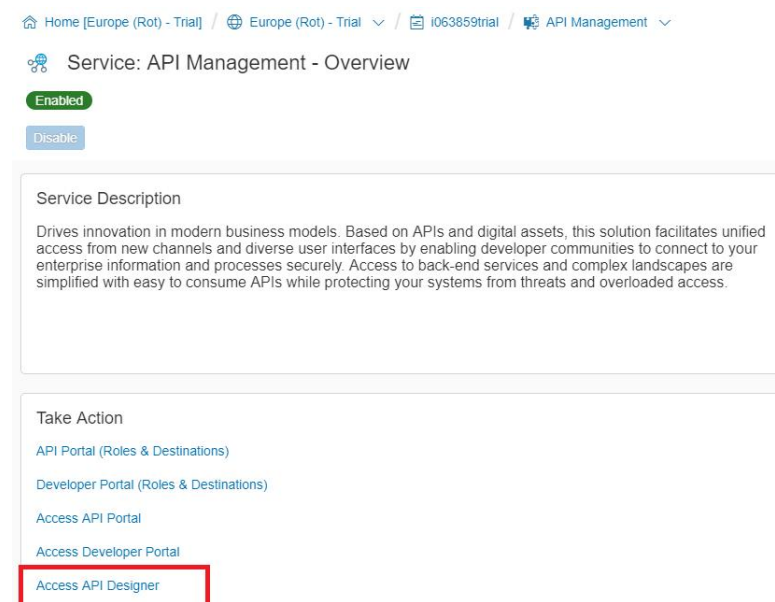 Home [Europe (Rot) - Trial] / Europe (Rot) - Trial / i063859trial / API Management
Service: API Management - Overview
Enabled
Disable
Service Description
Drives innovation in modern business models. Based on APIs and digital assets, this solution facilitates unified
access from new channels and diverse user interfaces by enabling developer communities to connect to your
enterprise information and processes securely. Access to back-end services and complex landscapes are
simplified with easy to consume APIs while protecting your systems from threats and overloaded access.
Take Action
API Portal (Roles & Destinations)
Developer Portal (Roles & Destinations)
Access API Portal
Access Developer Portal
Access API Designer